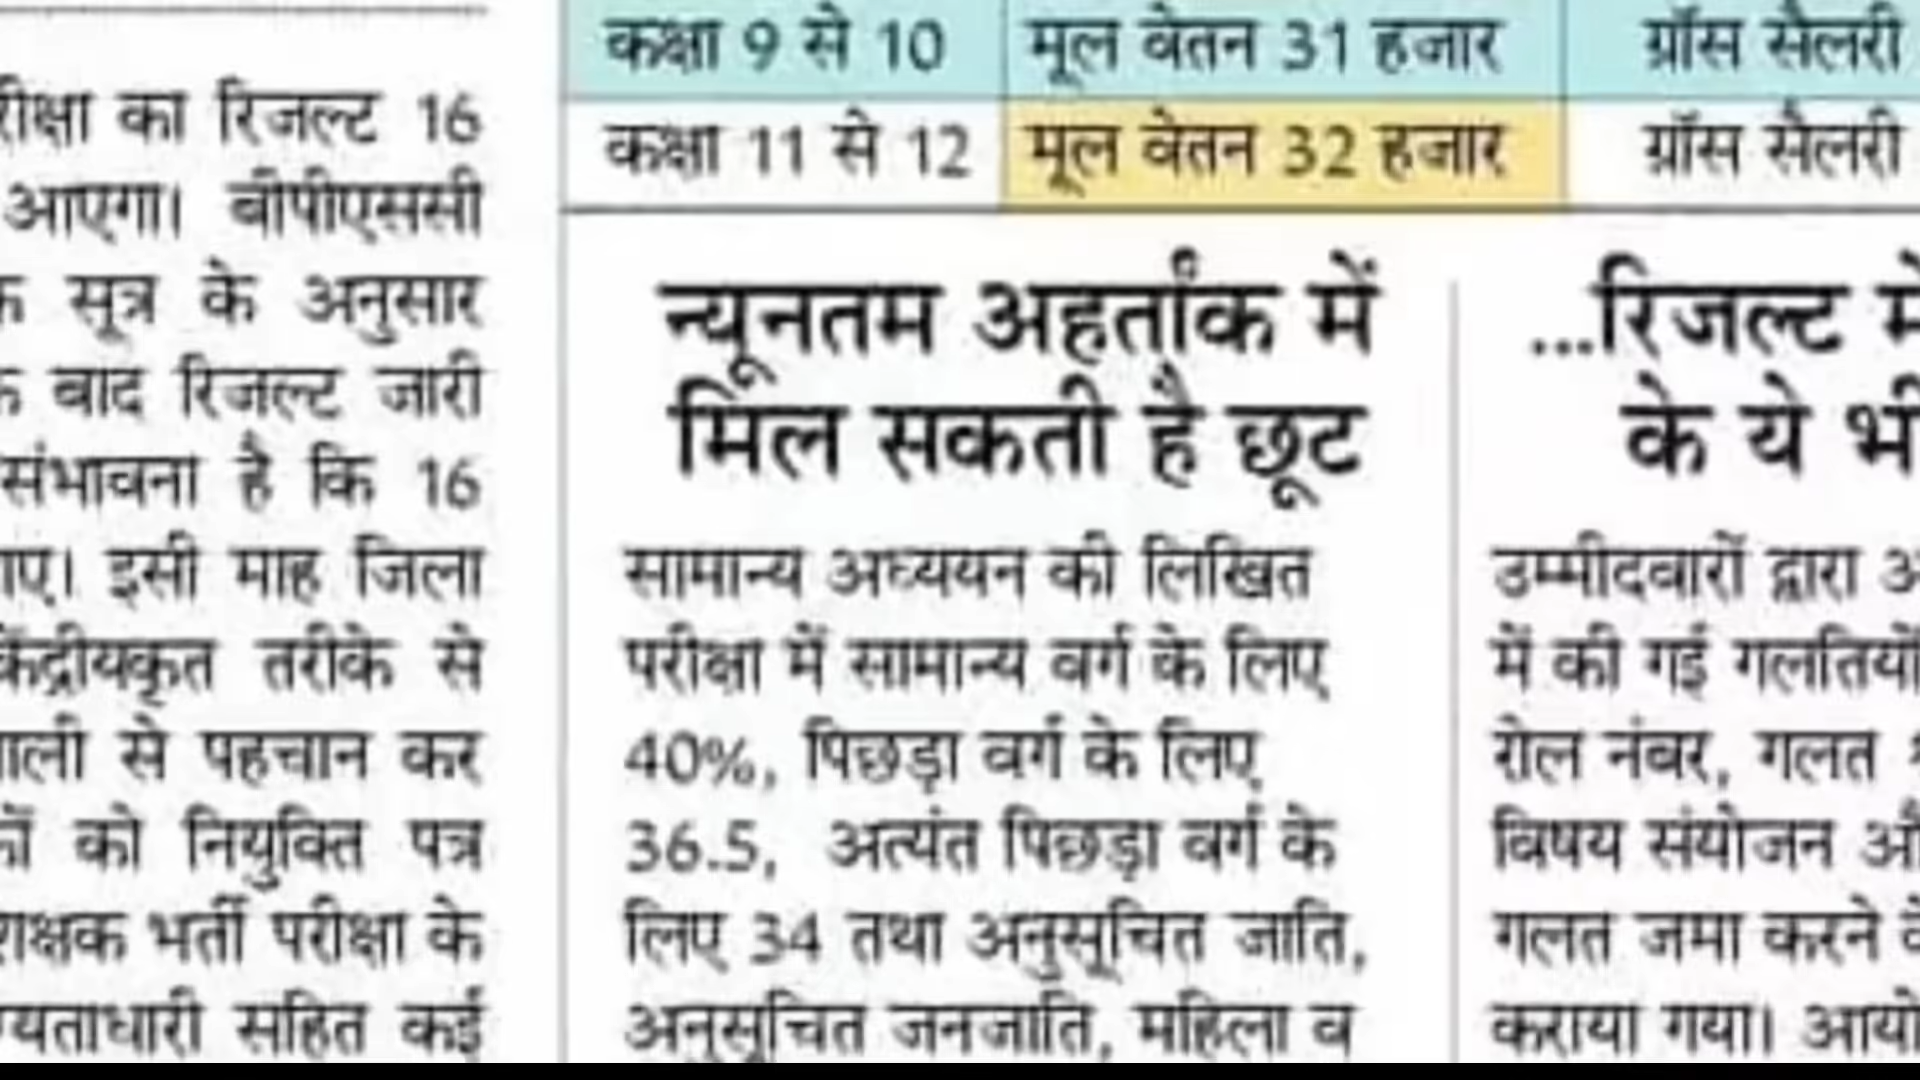 रीक्षा का रिजल्ट 16
आएगा। बीपीएससी
सूत्र के अनुसार
बाद रिजल्ट जारी
संभावना है कि 16
इसी माह जिला
केंद्रीयकृत तरीके से
से पहचान कर
को नियुक्ति पत्र
भर्ती परीक्षा के
सहित कई
कक्षा 9 से 10 मूल वेतन 31 हजार ग्रॉस सैलरी
कक्षा 11 से 12 मूल वेतन 32 हजार ग्रॉस सैलरी
न्यूनतम अहर्तांक में
मिल सकती है छूट
सामान्य अध्ययन की लिखित
परीक्षा में सामान्य वर्ग के लिए
40%, पिछड़ा वर्ग के लिए
36.5, अत्यंत पिछड़ा वर्ग के
लिए 34 तथा अनुसूचित जाति,
अनुसूचित जनजाति, महिला व
...रिजल्ट में
के ये भी
उम्मीदवारों द्वारा
में की गई गलतियों
रोल नंबर, गलत
विषय संयोजन
गलत जमा करने
कराया गया।